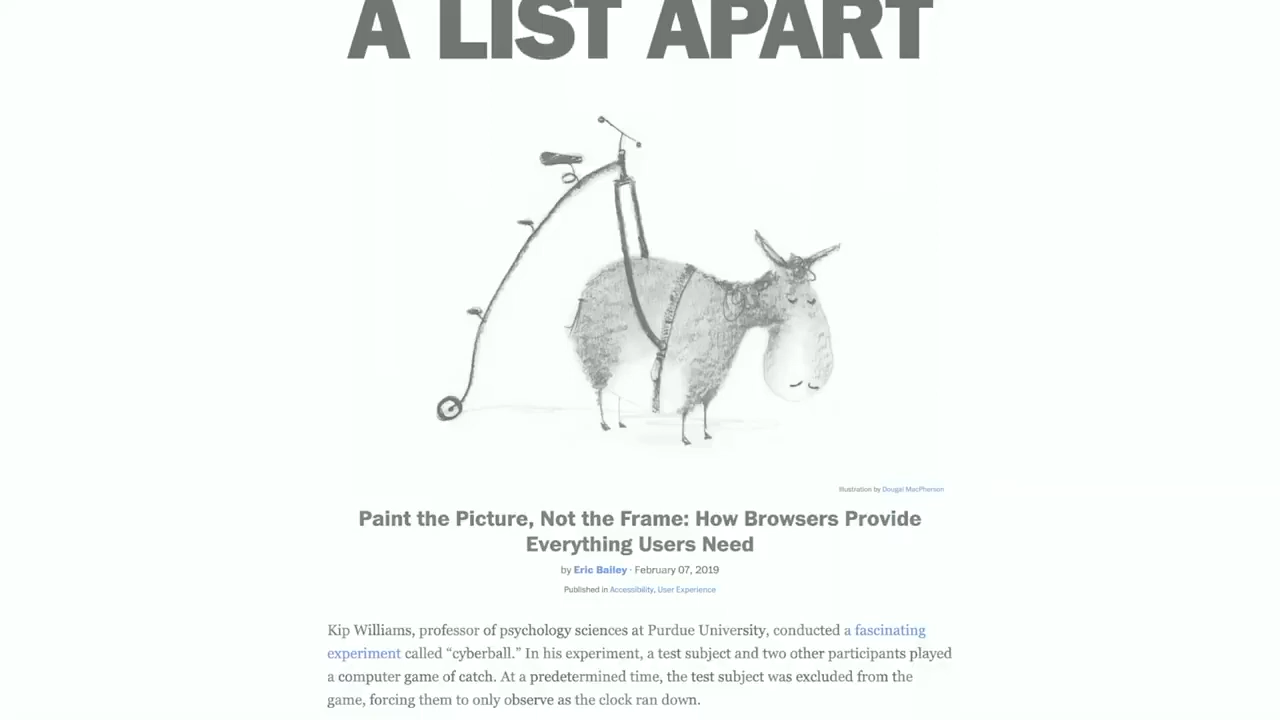 A LIST APART
Illustration by Dougal MacPherson
Paint the Picture, Not the Frame: How Browsers Provide
Everything Users Need
by Eric Bailey · February 07, 2019
Published in Accessibility, User Experience
Kip Williams, professor of psychology sciences at Purdue University, conducted a fascinating
experiment called “cyberball.” In his experiment, a test subject and two other participants played
a computer game of catch. At a predetermined time, the test subject was excluded from the
game, forcing them to only observe as the clock ran down.